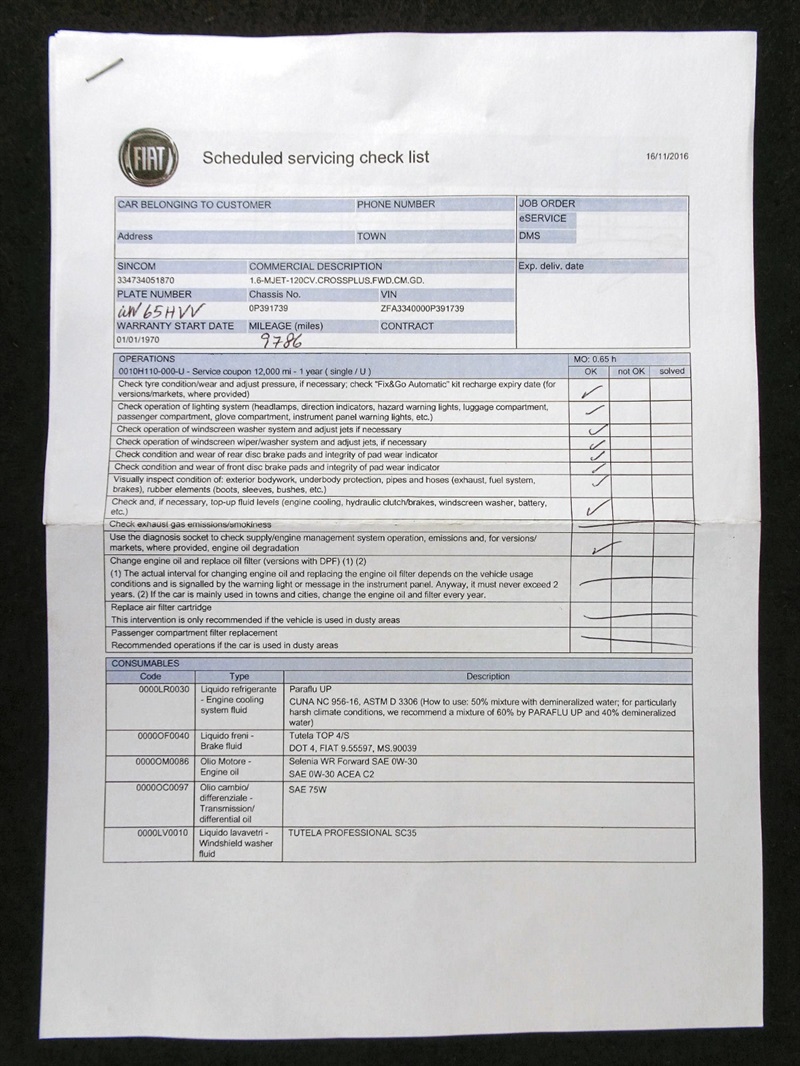 FIAT
Scheduled servicing check list
16/11/2016
CAR BELONGING TO CUSTOMER PHONE NUMBER JOB ORDER
eSERVICE
Address TOWN DMS
SINCOM COMMERCIAL DESCRIPTION Exp. deliv. date
334734051870 1.6-MJET-120CV.CROSSPLUS.FWD.CM.GD.
PLATE NUMBER Chassis No. VIN
65HVV 0P391739 ZFA3340000P391739
WARRANTY START DATE MILEAGE (miles) CONTRACT
01/01/1970 9786
OPERATIONS MO: 0.65 h
0010H110-000-U - Service coupon 12,000 mi - 1 year ( single / U ) OK not OK solved
Check tyre condition/wear and adjust pressure, if necessary; check "Fix&Go Automatic" kit recharge expiry date (for
versions/markets, where provided)
Check operation of lighting system (headlamps, direction indicators, hazard warning lights, luggage compartment,
passenger compartment, glove compartment, instrument panel warning lights, etc.)
Check operation of windscreen washer system and adjust jets if necessary
Check operation of windscreen wiper/washer system and adjust jets, if necessary
Check condition and wear of rear disc brake pads and integrity of pad wear indicator
Check condition and wear of front disc brake pads and integrity of pad wear indicator
Visually inspect condition of: exterior bodywork, underbody protection, pipes and hoses (exhaust, fuel system,
brakes), rubber elements (boots, sleeves, bushes, etc.)
Check and, if necessary, top-up fluid levels (engine cooling, hydraulic clutch/brakes, windscreen washer, battery,
etc.)
Check exhaust gas emissions/smokiness
Use the diagnosis socket to check supply/engine management system operation, emissions and, for versions/
markets, where provided, engine oil degradation
Change engine oil and replace oil filter (versions with DPF) (1) (2)
(1) The actual interval for changing engine oil and replacing the engine oil filter depends on the vehicle usage
conditions and is signalled by the warning light or message in the instrument panel. Anyway, it must never exceed 2
years. (2) If the car is mainly used in towns and cities, change the engine oil and filter every year.
Replace air filter cartridge
This intervention is only recommended if the vehicle is used in dusty areas
Passenger compartment filter replacement
Recommended operations if the car is used in dusty areas
CONSUMABLES
Code Type Description
0000LR0030 Liquido refrigerante Paraflu UP
- Engine cooling CUNA NC 956-16, ASTM D 3306 (How to use: 50% mixture with demineralized water; for particularly
system fluid harsh climate conditions, we recommend a mixture of 60% by PARAFLU UP and 40% demineralized
water)
0000OF0040 Liquido freni - Tutela TOP 4/S
Brake fluid DOT 4, FIAT 9.55597, MS.90039
0000OM0086 Olio Motore - Selenia WR Forward SAE 0W-30
Engine oil SAE 0W-30 ACEA C2
0000OC0097 Olio cambio/ SAE 75W
differenziale -
Transmission/
differential oil
0000LV0010 Liquido lavavetri - TUTELA PROFESSIONAL SC35
Windshield washer
fluid